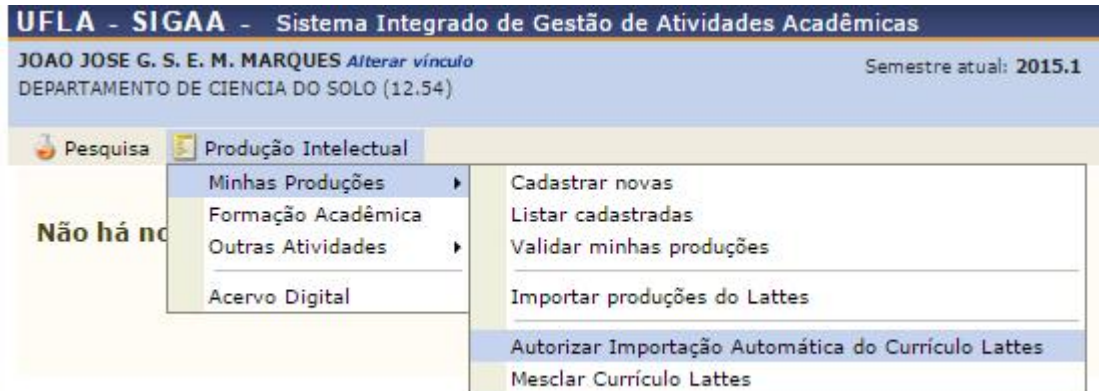 UFLA - SIGAA - Sistema Integrado de Gestão de Atividades Acadêmicas
JOAO JOSE G. S. E. M. MARQUES Alterar vínculo
Semestre atual: 2015.1
DEPARTAMENTO DE CIENCIA DO SOLO (12.54)
Pesquisa Produção Intelectual
Minhas Produções
Formação Acadêmica
Outras Atividades
Acervo Digital
Cadastrar novas
Listar cadastradas
Validar minhas produções
Importar produções do Lattes
Autorizar Importação Automática do Currículo Lattes
Mesclar Currículo Lattes
Não há no